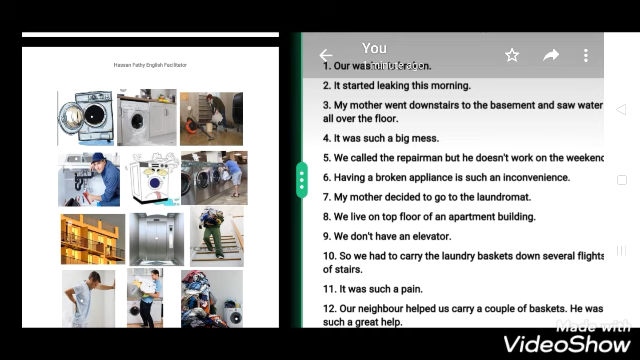 Hassan Fathy English Facilitator
You
1. Our was
2. It started leaking this morning.
3. My mother went downstairs to the basement and saw water
all over the floor.
4. It was such a big mess.
5. We called the repairman but he doesn't work on the weekend
6. Having a broken appliance is such an inconvenience.
7. My mother decided to go to the laundromat.
8. We live on top floor of an apartment building.
9. We don't have an elevator.
10. So we had to carry the laundry baskets down several flights
of stairs.
11. It was such a pain.
12. Our neighbour helped us carry a couple of baskets. He was
such a great help.
Made with
VideoShow